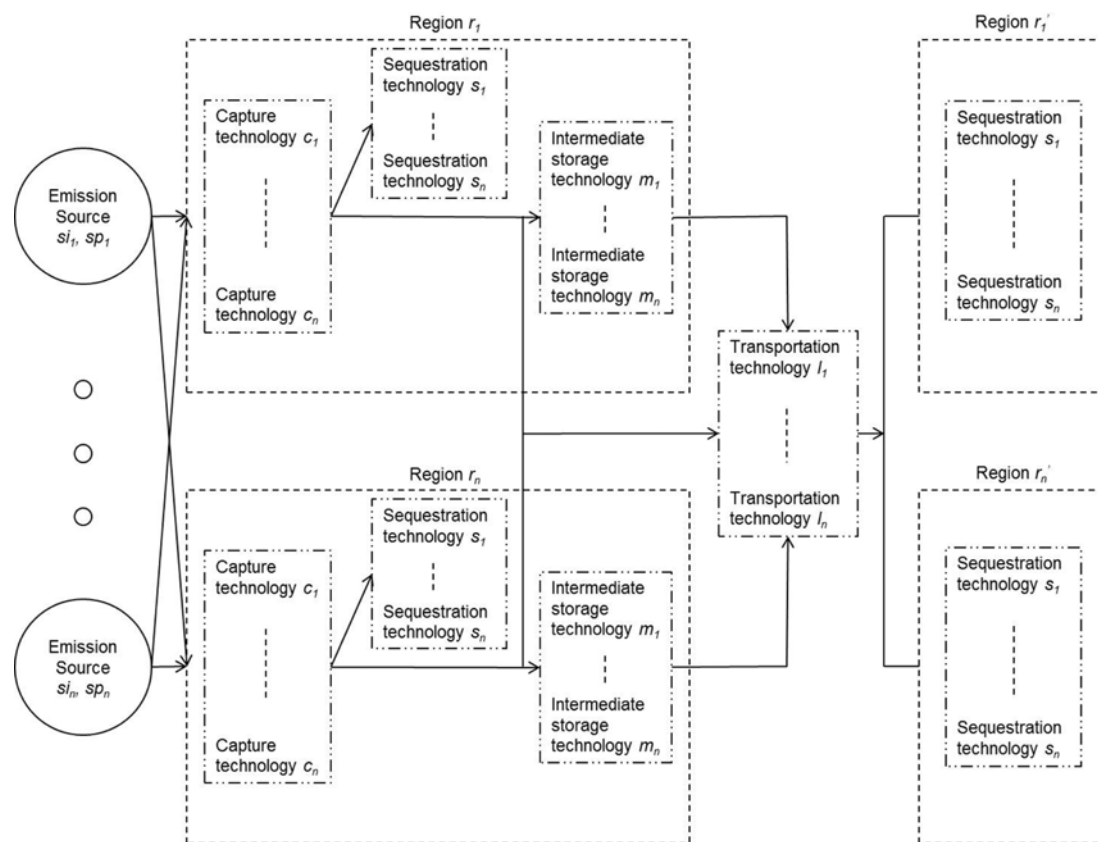 Region r₁
Sequestration
technology s₁
Sequestration
technology sₙ
Capture
technology c₁
Capture
technology cₙ
Intermediate
storage
technology m₁
Intermediate
storage
technology mₙ
Emission
Source
si₁, sp₁
Region rₙ
Sequestration
technology s₁
Sequestration
technology sₙ
Capture
technology c₁
Capture
technology cₙ
Intermediate
storage
technology m₁
Intermediate
storage
technology mₙ
Emission
Source
siₙ, spₙ
Transportation
technology l₁
Transportation
technology lₙ
Region r₁'
Sequestration
technology s₁
Sequestration
technology sₙ
Region rₙ'
Sequestration
technology s₁
Sequestration
technology sₙ